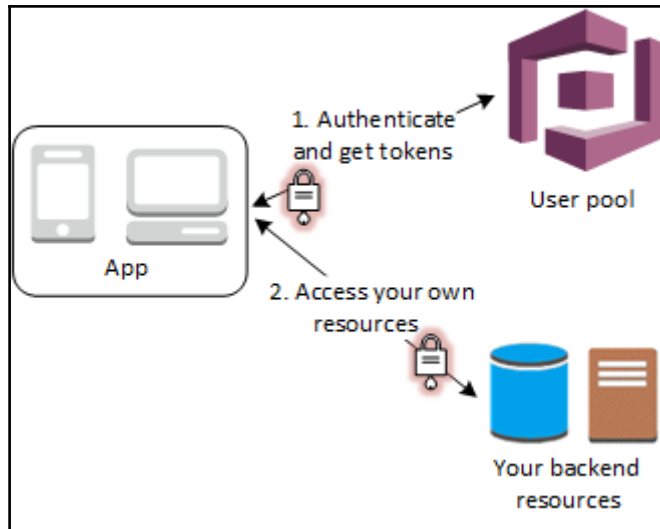 1. Authenticate
and get tokens
User pool
App
2. Access your own
resources
Your backend
resources